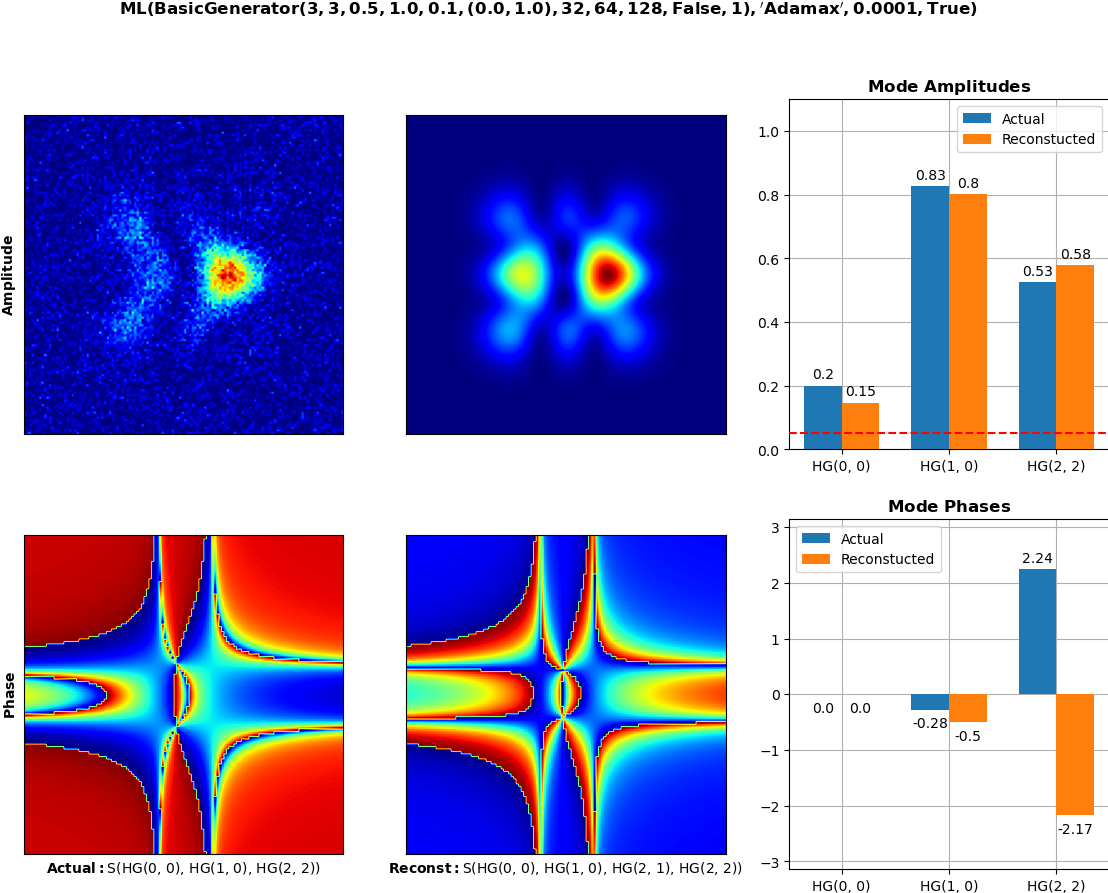 ML(BasicGenerator(3, 3, 0.5, 1.0, 0.1, (0.0, 1.0), 32, 64, 128, False, 1), 'Adamax', 0.0001, True)
Amplitude
Mode Amplitudes
Actual
Reconstucted
1.0
0.8
0.6
0.4
0.2
0.0
0.2
0.15
0.83
0.8
0.53
0.58
HG(0, 0)
HG(1, 0)
HG(2, 2)
Phase
Actual: S(HG(0, 0), HG(1, 0), HG(2, 2))
Reconst: S(HG(0, 0), HG(1, 0), HG(2, 1), HG(2, 2))
Mode Phases
Actual
Reconstucted
3
2
1
0
−1
−2
−3
0.0
0.0
-0.28
-0.5
2.24
-2.17
HG(0, 0)
HG(1, 0)
HG(2, 2)